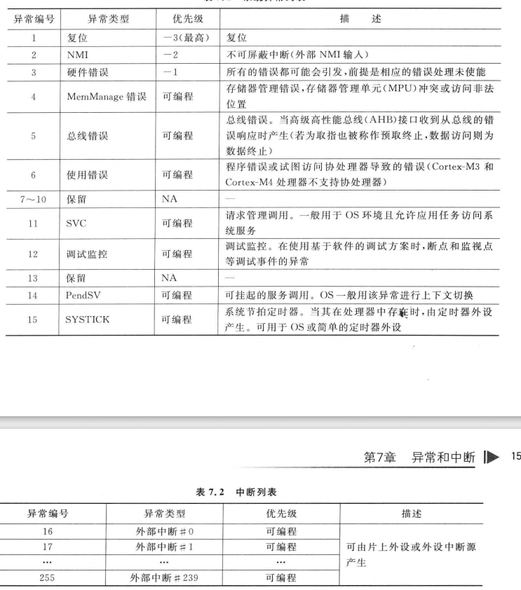 异常编号 异常类型 优先级 描 述
1 复位 －3(最高) 复位
2 NMI －2 不可屏蔽中断(外部 NMI 输入)
3 硬件错误 －1 所有的错误都可能会引发,前提是相应的错误处理未使能
4 MemManage 错误 可编程 存储器管理错误,存储器管理单元(MPU)冲突或访问非法
位置
5 总线错误 可编程 总线错误。当高级高性能总线(AHB)接口收到从总线的错
误响应时产生(若为取指也被称作预取终止,数据访问则为
数据终止)
6 使用错误 可编程 程序错误或试图访问协处理器导致的错误(Cortex-M3 和
Cortex-M4 处理器不支持协处理器)
7～10 保留 NA —
11 SVC 可编程 请求管理调用。一般用于 OS 环境且允许应用任务访问系
统服务
12 调试监控 可编程 调试监控。在使用基于软件的调试方案时,断点和监视点
等调试事件的异常
13 保留 NA —
14 PendSV 可编程 可挂起的服务调用。OS 一般用该异常进行上下文切换
15 SYSTICK 可编程 系统节拍定时器。当其在处理器中存在时,由定时器外设
产生。可用于 OS 或简单的定时器外设
第7章 异常和中断 15
表 7.2 中断列表
异常编号 异常类型 优先级 描述
16 外部中断＃0 可编程
17 外部中断＃1 可编程 可由片上外设或外设中断源
… … … 产生
255 外部中断＃239 可编程